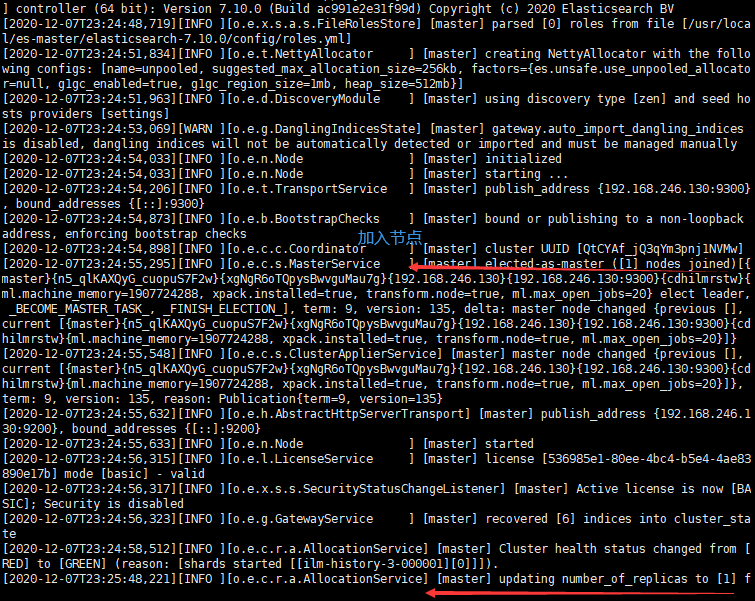 ] controller (64 bit): Version 7.10.0 (Build ac991e2e31f99d) Copyright (c) 2020 Elasticsearch BV
[2020-12-07T23:24:48,719][INFO ][o.e.x.s.a.s.FileRolesStore] [master] parsed [0] roles from file [/usr/loc
al/es-master/elasticsearch-7.10.0/config/roles.yml]
[2020-12-07T23:24:51,834][INFO ][o.e.t.NettyAllocator     ] [master] creating NettyAllocator with the follo
wing configs: [name=unpooled, suggested_max_allocation_size=256kb, factors={es.unsafe.use_unpooled_allocato
r=null, g1gc_enabled=true, g1gc_region_size=1mb, heap_size=512mb}]
[2020-12-07T23:24:51,963][INFO ][o.e.d.DiscoveryModule    ] [master] using discovery type [zen] and seed ho
sts providers [settings]
[2020-12-07T23:24:53,069][WARN ][o.e.g.DanglingIndicesState] [master] gateway.auto_import_dangling_indices
is disabled, dangling indices will not be automatically detected or imported and must be managed manually
[2020-12-07T23:24:54,033][INFO ][o.e.n.Node               ] [master] initialized
[2020-12-07T23:24:54,033][INFO ][o.e.n.Node               ] [master] starting ...
[2020-12-07T23:24:54,206][INFO ][o.e.t.TransportService   ] [master] publish_address {192.168.246.130:9300}
, bound_addresses {[::]:9300}
[2020-12-07T23:24:54,873][INFO ][o.e.b.BootstrapChecks    ] [master] bound or publishing to a non-loopback
address, enforcing bootstrap checks
加入节点
[2020-12-07T23:24:54,898][INFO ][o.e.c.c.Coordinator      ] [master] cluster UUID [QtCYAf_jQ3qYm3pnj1NVMw]
[2020-12-07T23:24:55,295][INFO ][o.e.c.s.MasterService    ] [master] elected-as-master ([1] nodes joined)[{
master}{n5_qlKAXQyG_cuopuS7F2w}{xgNgR6oTQpysBwvguMau7g}{192.168.246.130}{192.168.246.130:9300}{cdhilmrstw}{
ml.machine_memory=1907724288, xpack.installed=true, transform.node=true, ml.max_open_jobs=20} elect leader,
_BECOME_MASTER_TASK_, _FINISH_ELECTION_], term: 9, version: 135, delta: master node changed {previous [],
current [{master}{n5_qlKAXQyG_cuopuS7F2w}{xgNgR6oTQpysBwvguMau7g}{192.168.246.130}{192.168.246.130:9300}{cd
hilmrstw}{ml.machine_memory=1907724288, xpack.installed=true, transform.node=true, ml.max_open_jobs=20}]}
[2020-12-07T23:24:55,548][INFO ][o.e.c.s.ClusterApplierService] [master] master node changed {previous [],
current [{master}{n5_qlKAXQyG_cuopuS7F2w}{xgNgR6oTQpysBwvguMau7g}{192.168.246.130}{192.168.246.130:9300}{cd
hilmrstw}{ml.machine_memory=1907724288, xpack.installed=true, transform.node=true, ml.max_open_jobs=20}]},
term: 9, version: 135, reason: Publication{term=9, version=135}
[2020-12-07T23:24:55,632][INFO ][o.e.h.AbstractHttpServerTransport] [master] publish_address {192.168.246.1
30:9200}, bound_addresses {[::]:9200}
[2020-12-07T23:24:55,633][INFO ][o.e.n.Node               ] [master] started
[2020-12-07T23:24:56,315][INFO ][o.e.l.LicenseService     ] [master] license [536985e1-80ee-4bc4-b5e4-4ae83
890e17b] mode [basic] - valid
[2020-12-07T23:24:56,317][INFO ][o.e.x.s.s.SecurityStatusChangeListener] [master] Active license is now [BA
SIC]; Security is disabled
[2020-12-07T23:24:56,323][INFO ][o.e.g.GatewayService     ] [master] recovered [6] indices into cluster_sta
te
[2020-12-07T23:24:58,512][INFO ][o.e.c.r.a.AllocationService] [master] Cluster health status changed from [
RED] to [GREEN] (reason: [shards started [[ilm-history-3-000001][0]]]).
[2020-12-07T23:25:48,221][INFO ][o.e.c.r.a.AllocationService] [master] updating number_of_replicas to [1] f